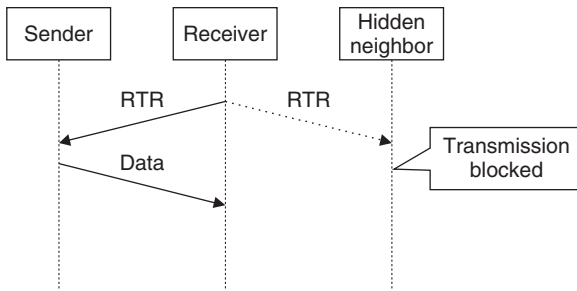 Sender
Receiver
Hidden
neighbor
RTR
RTR
Data
Transmission
blocked